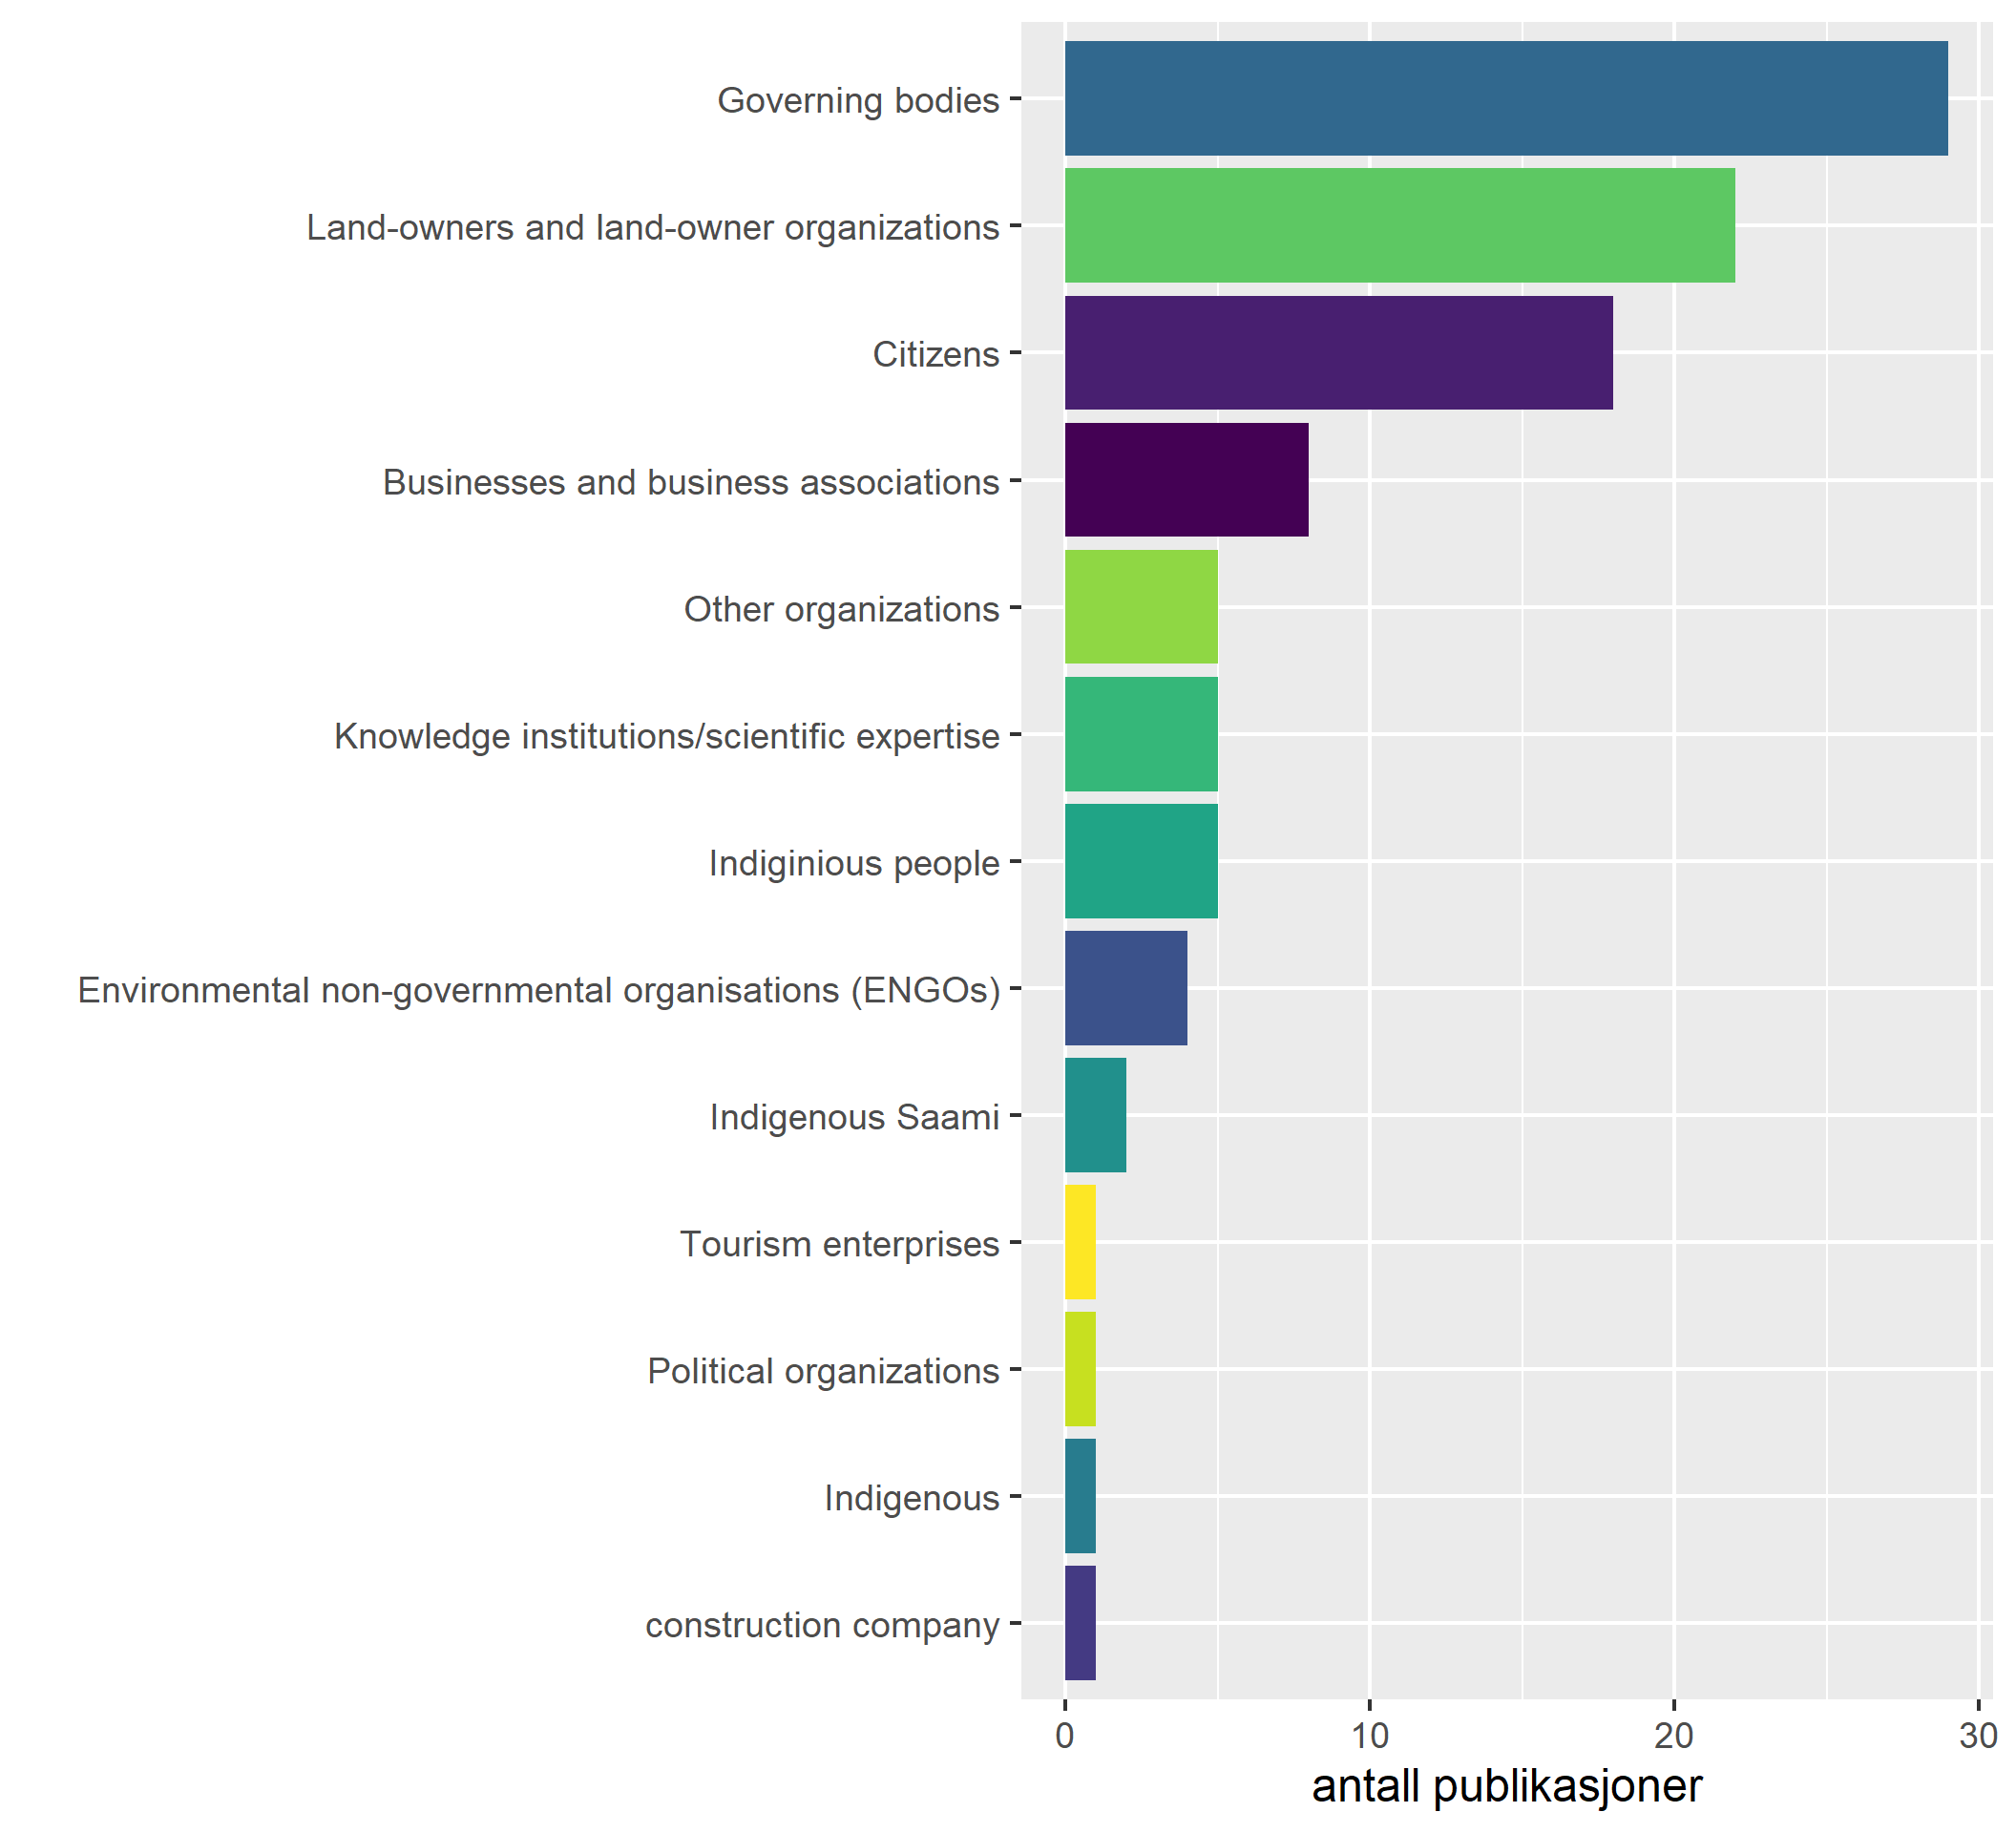 Governing bodies
Land-owners and land-owner organizations
Citizens
Businesses and business associations
Other organizations
Knowledge institutions/scientific expertise
Indiginious people
Environmental non-governmental organisations (ENGOs)
Indigenous Saami
Tourism enterprises
Political organizations
Indigenous
construction company
0 10 20 30
antall publikasjoner